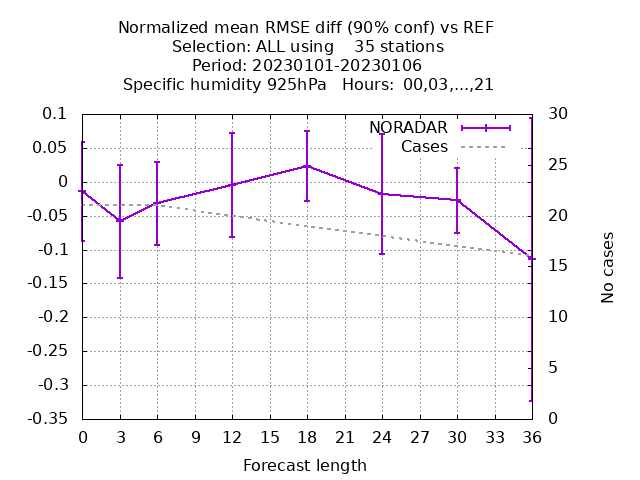 Normalized mean RMSE diff (90% conf) vs REF
Selection: ALL using    35 stations
Period: 20230101-20230106
Specific humidity 925hPa   Hours: 00,03,...,21
NORADAR
Cases
0.1
0.05
0
-0.05
-0.1
-0.15
-0.2
-0.25
-0.3
-0.35
30
25
20
15
10
5
0
No cases
0 3 6 9 12 15 18 21 24 27 30 33 36
Forecast length